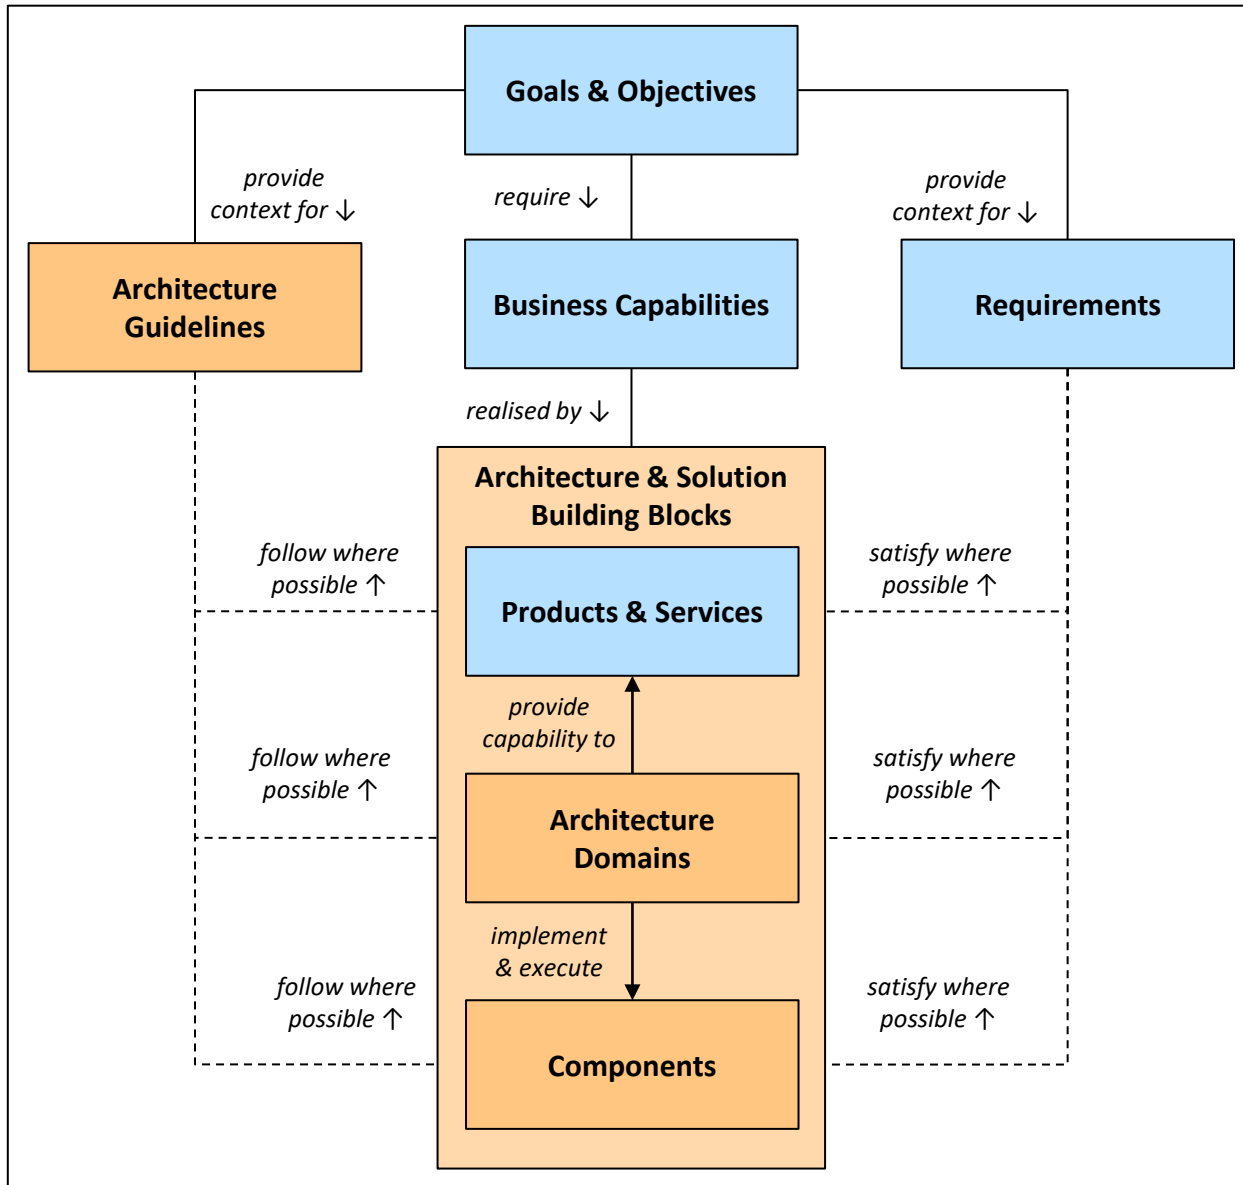 Goals & Objectives
provide
context for ↓
require ↓
provide
context for ↓
Architecture
Guidelines
Business Capabilities
Requirements
realised by ↓
Architecture & Solution
Building Blocks
follow where
possible ↑
Products & Services
satisfy where
possible ↑
provide
capability to
follow where
possible ↑
Architecture
Domains
satisfy where
possible ↑
implement
& execute
follow where
possible ↑
Components
satisfy where
possible ↑